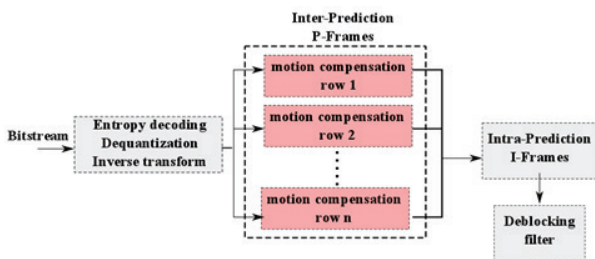 Inter-Prediction
P-Frames
motion compensation
row 1
motion compensation
row 2
motion compensation
row n
Bitstream
Entropy decoding
Dequantization
Inverse transform
Intra-Prediction
I-Frames
Deblocking
filter